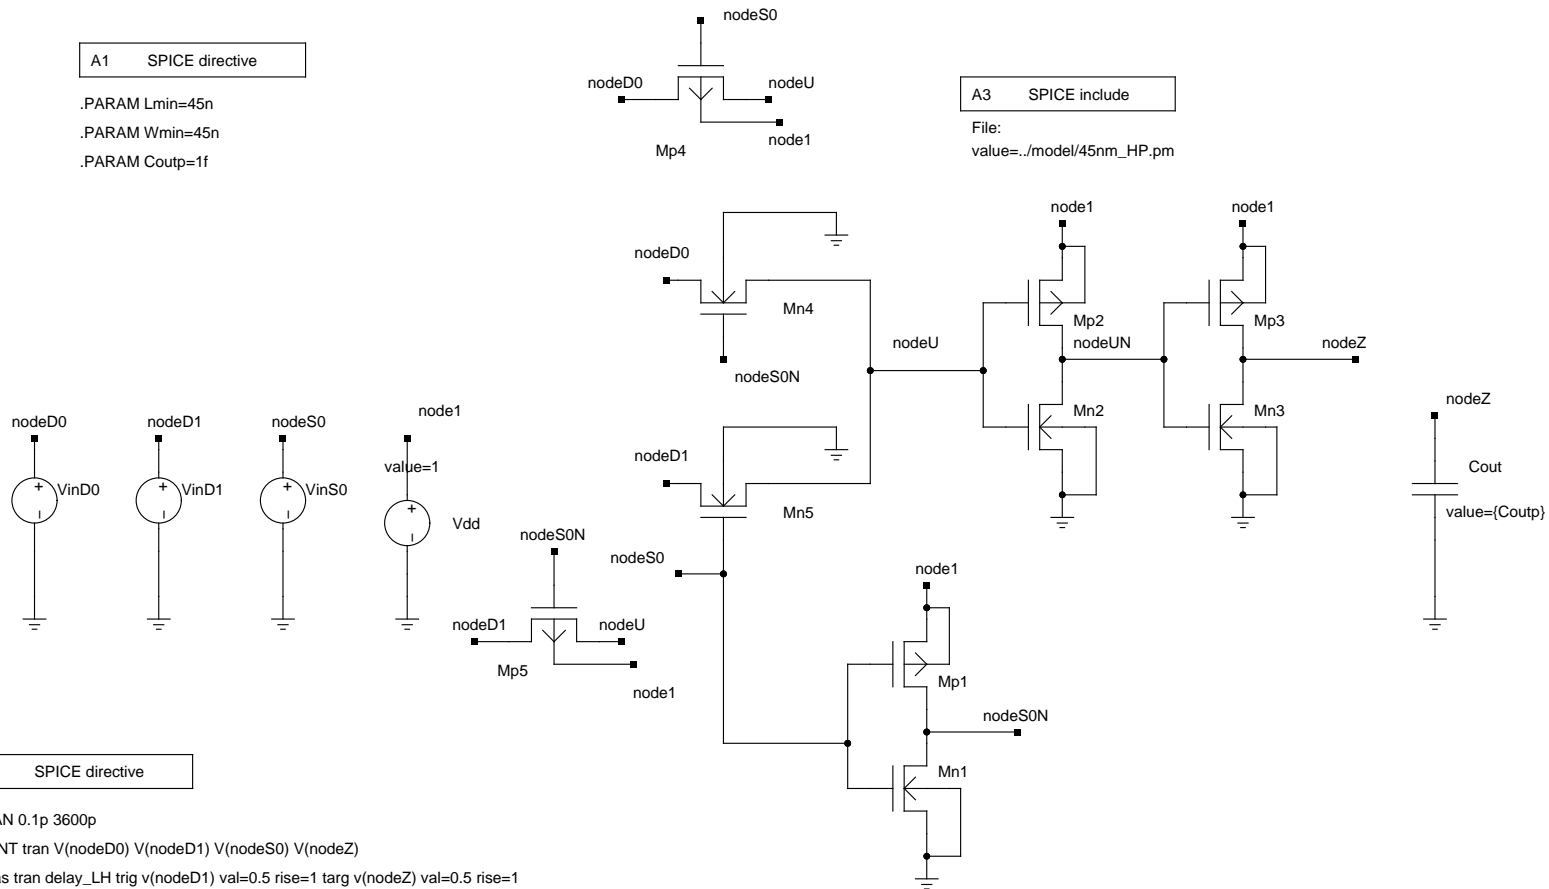 nodeS0
A1 SPICE directive
nodeD0
nodeU
A3 SPICE include
.PARAM Lmin=45n
.PARAM Wmin=45n
.PARAM Coutp=1f
node1
Mp4
File:
value=../model/45nm_HP.pm
node1
node1
nodeD0
Mn4
Mp2
Mp3
nodeU
nodeUN
nodeZ
nodeS0N
nodeD0
nodeD1
nodeS0
node1
Mn2
Mn3
nodeZ
nodeD1
value=1
Cout
VinD0
VinD1
VinS0
Vdd
Mn5
value={Coutp}
nodeS0N
nodeS0
node1
nodeD1
nodeU
Mp5
node1
Mp1
nodeS0N
SPICE directive
Mn1
AN 0.1p 3600p
NT tran V(nodeD0) V(nodeD1) V(nodeS0) V(nodeZ)
as tran delay_LH trig v(nodeD1) val=0.5 rise=1 targ v(nodeZ) val=0.5 rise=1